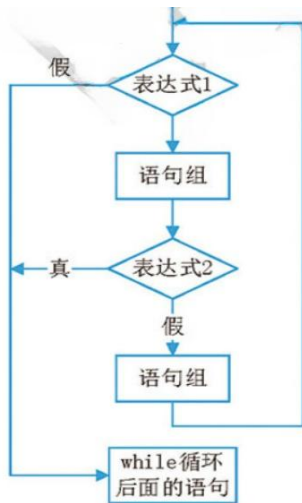 假
表达式1
语句组
真
表达式2
假
语句组
while循环
后面的语句